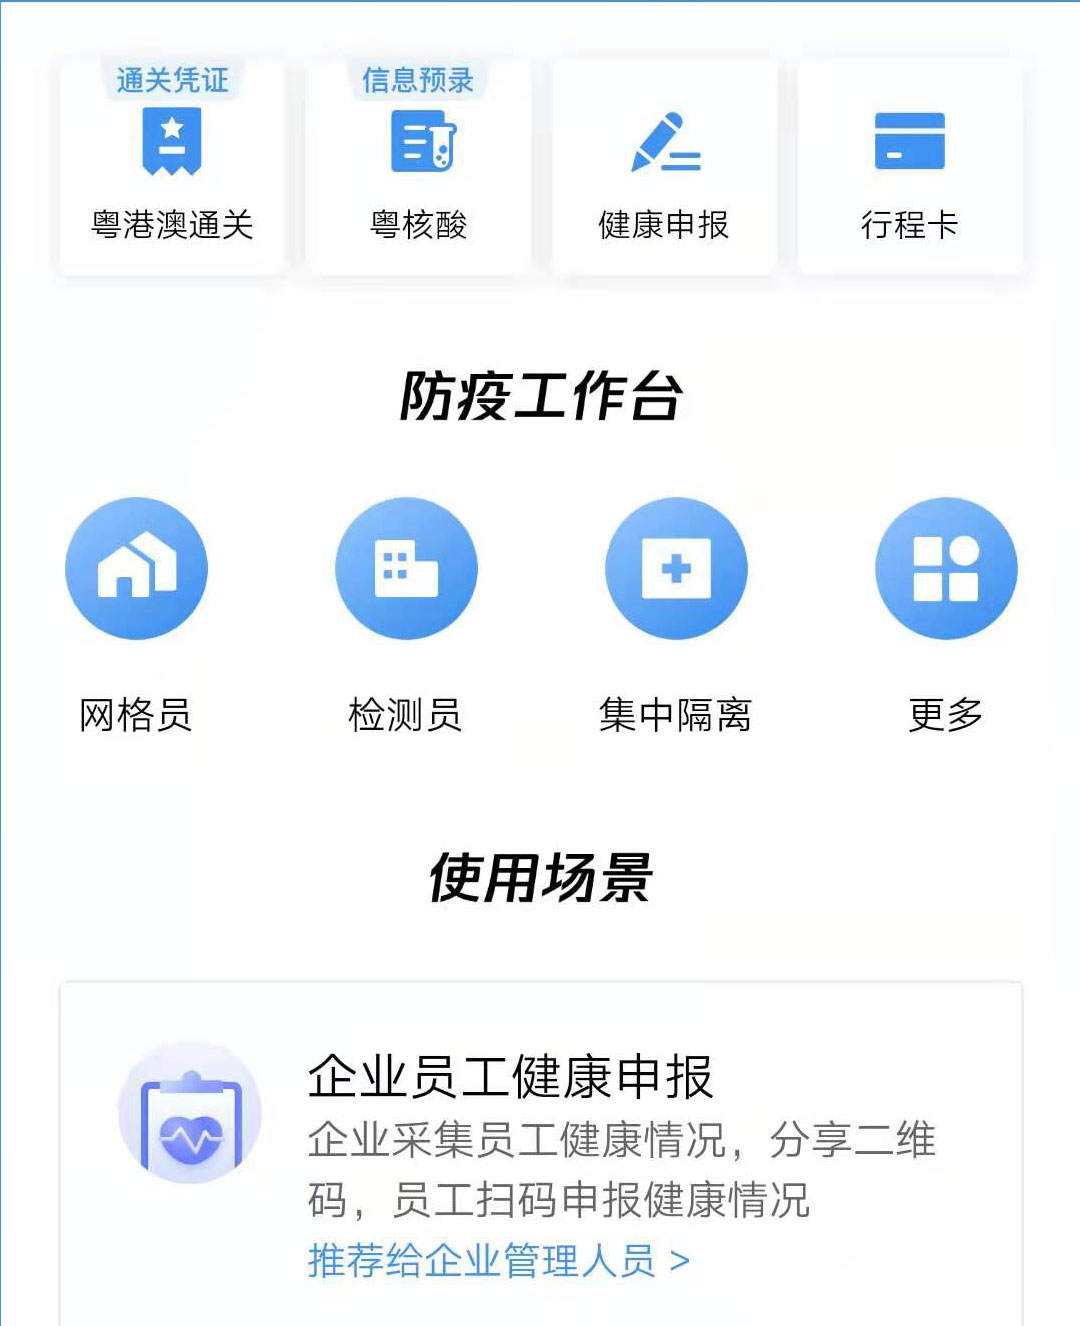 通关凭证
信息预录
粤港澳通关
粤核酸
健康申报
行程卡
防疫工作台
网格员
检测员
集中隔离
更多
使用场景
企业员工健康申报
企业采集员工健康情况，分享二维
码，员工扫码申报健康情况
推荐给企业管理人员 >